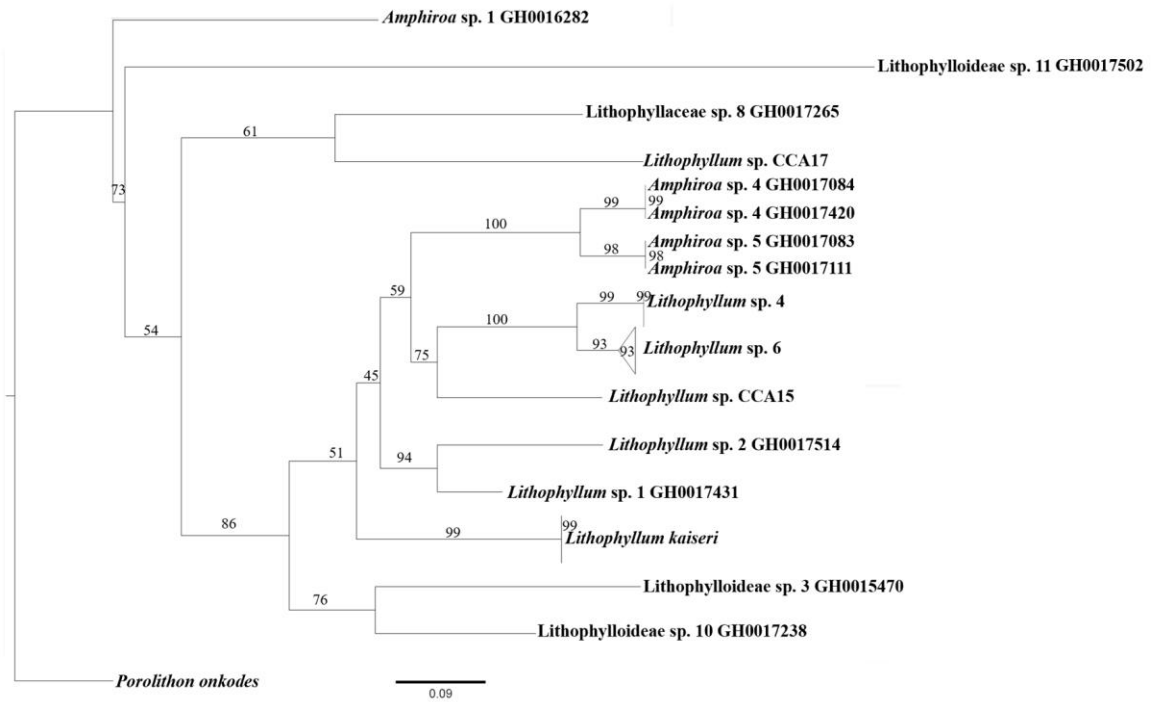 Amphiroa sp. 1 GH0016282
Lithophylloideae sp. 11 GH0017502
Lithophyllaceae sp. 8 GH0017265
61
Lithophyllum sp. CCA17
Amphiroa sp. 4 GH0017084
73
99
99
Amphiroa sp. 4 GH0017420
100
Amphiroa sp. 5 GH0017083
98
98
Amphiroa sp. 5 GH0017111
59
99
99
Lithophyllum sp. 4
100
54
93
93
Lithophyllum sp. 6
75
45
Lithophyllum sp. CCA15
Lithophyllum sp. 2 GH0017514
51
94
Lithophyllum sp. 1 GH0017431
86
99
99
Lithophyllum kaiseri
Lithophylloideae sp. 3 GH0015470
76
Lithophylloideae sp. 10 GH0017238
Porolithon onkodes
0.09